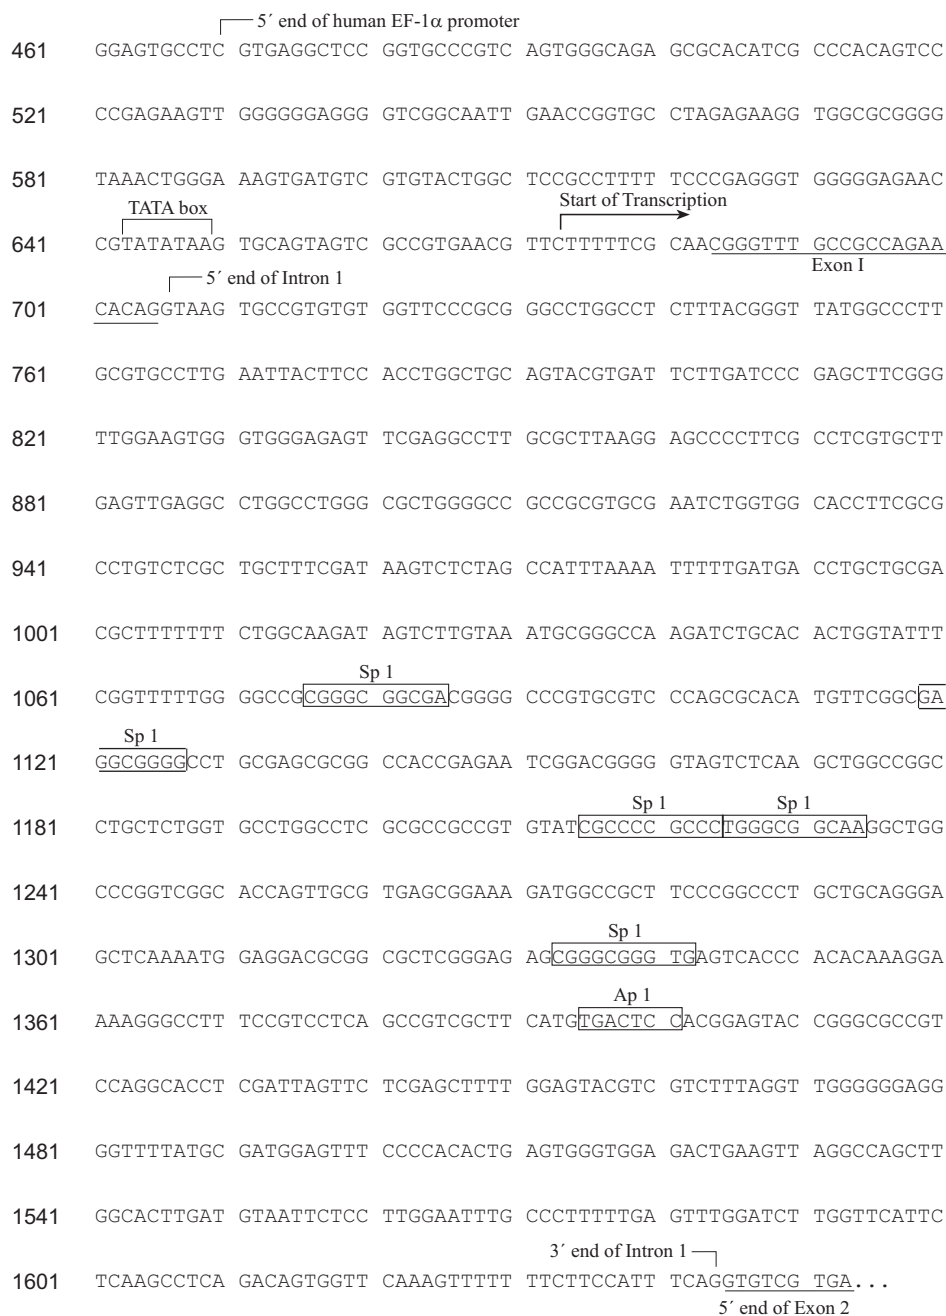 5´ end of human EF-1α promoter
461 GGAGTGCCTC GTGAGGCTCC GGTGCCCGTC AGTGGGCAGA GCGCACATCG CCCACAGTCC
521 CCGAGAAGTT GGGGGGAGGG GTCGGCAATT GAACCGGTGC CTAGAGAAGG TGGCGCGGGG
581 TAAACTGGGA AAGTGATGTC GTGTACTGGC TCCGCCTTTT TCCCGAGGGT GGGGGAGAAC
TATA box Start of Transcription
641 CGTATATAAG TGCAGTAGTC GCCGTGAACG TTCTTTTTCG CAACGGGTTT GCCGCCAGAA
Exon I
5´ end of Intron 1
701 CACAGGTAAG TGCCGTGTGT GGTTCCCGCG GGCCTGGCCT CTTTACGGGT TATGGCCCTT
761 GCGTGCCTTG AATTACTTCC ACCTGGCTGC AGTACGTGAT TCTTGATCCC GAGCTTCGGG
821 TTGGAAGTGG GTGGGAGAGT TCGAGGCCTT GCGCTTAAGG AGCCCCTTCG CCTCGTGCTT
881 GAGTTGAGGC CTGGCCTGGG CGCTGGGGCC GCCGCGTGCG AATCTGGTGG CACCTTCGCG
941 CCTGTCTCGC TGCTTTCGAT AAGTCTCTAG CCATTTAAAA TTTTTGATGA CCTGCTGCGA
1001 CGCTTTTTTT CTGGCAAGAT AGTCTTGTAA ATGCGGGCCA AGATCTGCAC ACTGGTATTT
Sp 1
1061 CGGTTTTTGG GGCCGCGGGC GGCGACGGGG CCCGTGCGTC CCAGCGCACA TGTTCGGCGA
Sp 1
1121 GGCGGGGCCT GCGAGCGCGG CCACCGAGAA TCGGACGGGG GTAGTCTCAA GCTGGCCGGC
Sp 1 Sp 1
1181 CTGCTCTGGT GCCTGGCCTC GCGCCGCCGT GTATCGCCCC GCCCTGGGCG GCAAGGCTGG
1241 CCCGGTCGGC ACCAGTTGCG TGAGCGGAAA GATGGCCGCT TCCCGGCCCT GCTGCAGGGA
Sp 1
1301 GCTCAAAATG GAGGACGCGG CGCTCGGGAG AGCGGGCGGG TGAGTCACCC ACACAAAGGA
Ap 1
1361 AAAGGGCCTT TCCGTCCTCA GCCGTCGCTT CATGTGACTC CACGGAGTAC CGGGCGCCGT
1421 CCAGGCACCT CGATTAGTTC TCGAGCTTTT GGAGTACGTC GTCTTTAGGT TGGGGGGAGG
1481 GGTTTTATGC GATGGAGTTT CCCCACACTG AGTGGGTGGA GACTGAAGTT AGGCCAGCTT
1541 GGCACTTGAT GTAATTCTCC TTGGAATTTG CCCTTTTTGA GTTTGGATCT TGGTTCATTC
3´ end of Intron 1
1601 TCAAGCCTCA GACAGTGGTT CAAAGTTTTT TTCTTCCATT TCAGGTGTCG TGA...
5´ end of Exon 2